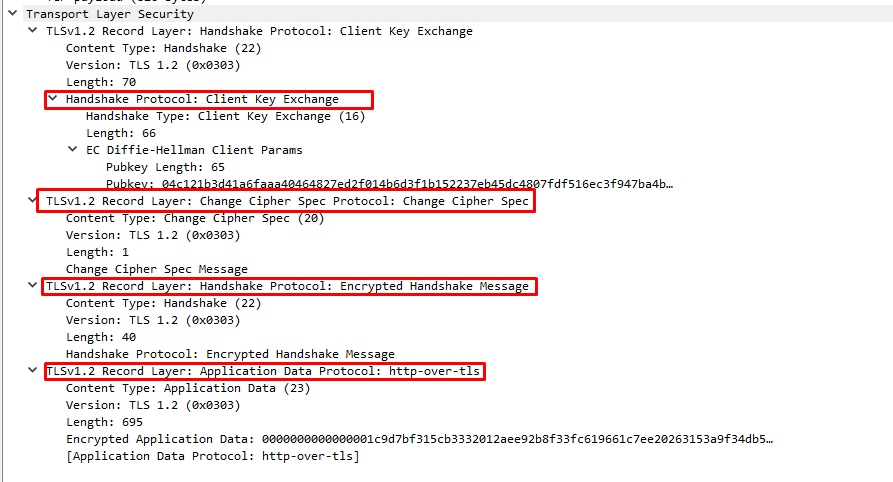 Transport Layer Security
TLSv1.2 Record Layer: Handshake Protocol: Client Key Exchange
Content Type: Handshake (22)
Version: TLS 1.2 (0x0303)
Length: 70
Handshake Protocol: Client Key Exchange
Handshake Type: Client Key Exchange (16)
Length: 66
EC Diffie-Hellman Client Params
Pubkey Length: 65
Pubkey: 04c121b3d41a6faaa40464827ed2f014b6d3f1b152237eb45dc4807fdf516ec3f947ba4b…
TLSv1.2 Record Layer: Change Cipher Spec Protocol: Change Cipher Spec
Content Type: Change Cipher Spec (20)
Version: TLS 1.2 (0x0303)
Length: 1
Change Cipher Spec Message
TLSv1.2 Record Layer: Handshake Protocol: Encrypted Handshake Message
Content Type: Handshake (22)
Version: TLS 1.2 (0x0303)
Length: 40
Handshake Protocol: Encrypted Handshake Message
TLSv1.2 Record Layer: Application Data Protocol: http-over-tls
Content Type: Application Data (23)
Version: TLS 1.2 (0x0303)
Length: 695
Encrypted Application Data: 0000000000000001c9d7bf315cb3332012aee92b8f33fc619661c7ee20263153a9f34db5…
[Application Data Protocol: http-over-tls]